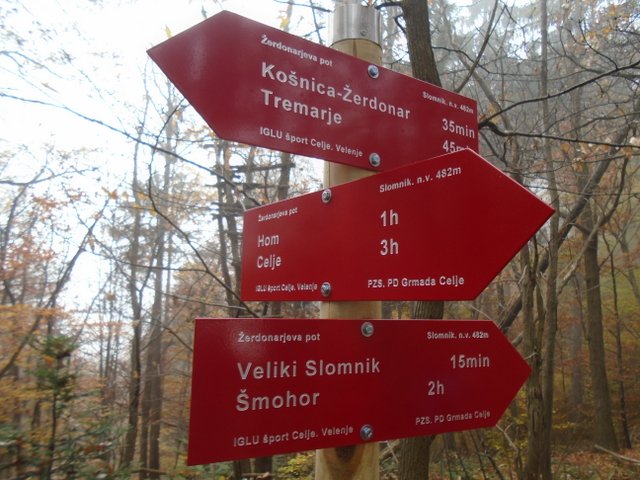 Žerdonarjeva pot
Slomnik, n.v. 482m
Košnica-Žerdonar 35min
Tremarje 45min
IGLU šport Celje. Velenje
Žerdonarjeva pot
Slomnik, n.v. 482m
Hom 1h
Celje 3h
IGLU šport Celje. Velenje
PZS. PD Grmada Celje
Žerdonarjeva pot
Slomnik, n.v. 482m
Veliki Slomnik 15min
Šmohor 2h
IGLU šport Celje. Velenje
PZS. PD Grmada Celje